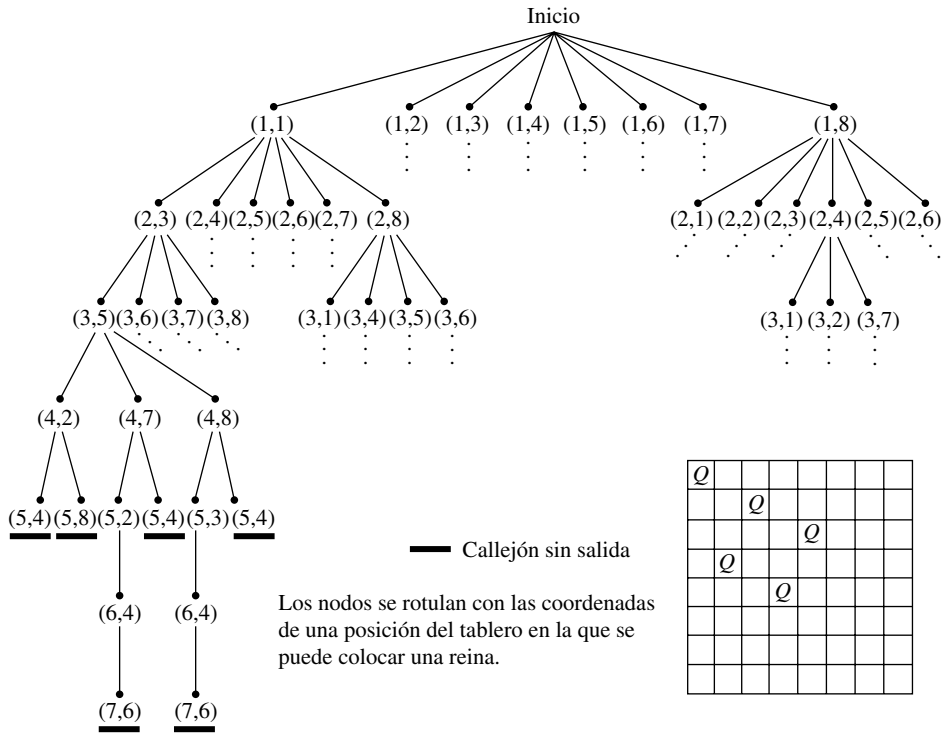 Inicio
(1,1) (1,2) (1,3) (1,4) (1,5) (1,6) (1,7) (1,8)
(2,3) (2,4) (2,5) (2,6) (2,7) (2,8) (2,1) (2,2) (2,3) (2,4) (2,5) (2,6)
(3,5) (3,6) (3,7) (3,8) (3,1) (3,4) (3,5) (3,6) (3,1) (3,2) (3,7)
(4,2) (4,7) (4,8)
(5,4) (5,8) (5,2) (5,4) (5,3) (5,4)
(6,4) (6,4)
(7,6) (7,6)
Callejón sin salida
Los nodos se rotulan con las coordenadas
de una posición del tablero en la que se
puede colocar una reina.
Q
Q
Q
Q
Q